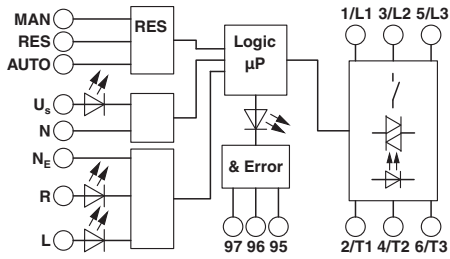 MAN
RES
AUTO
RES
Us
N
NE
R
L
Logic
µP
& Error
97 96 95
1/L1 3/L2 5/L3
2/T1 4/T2 6/T3